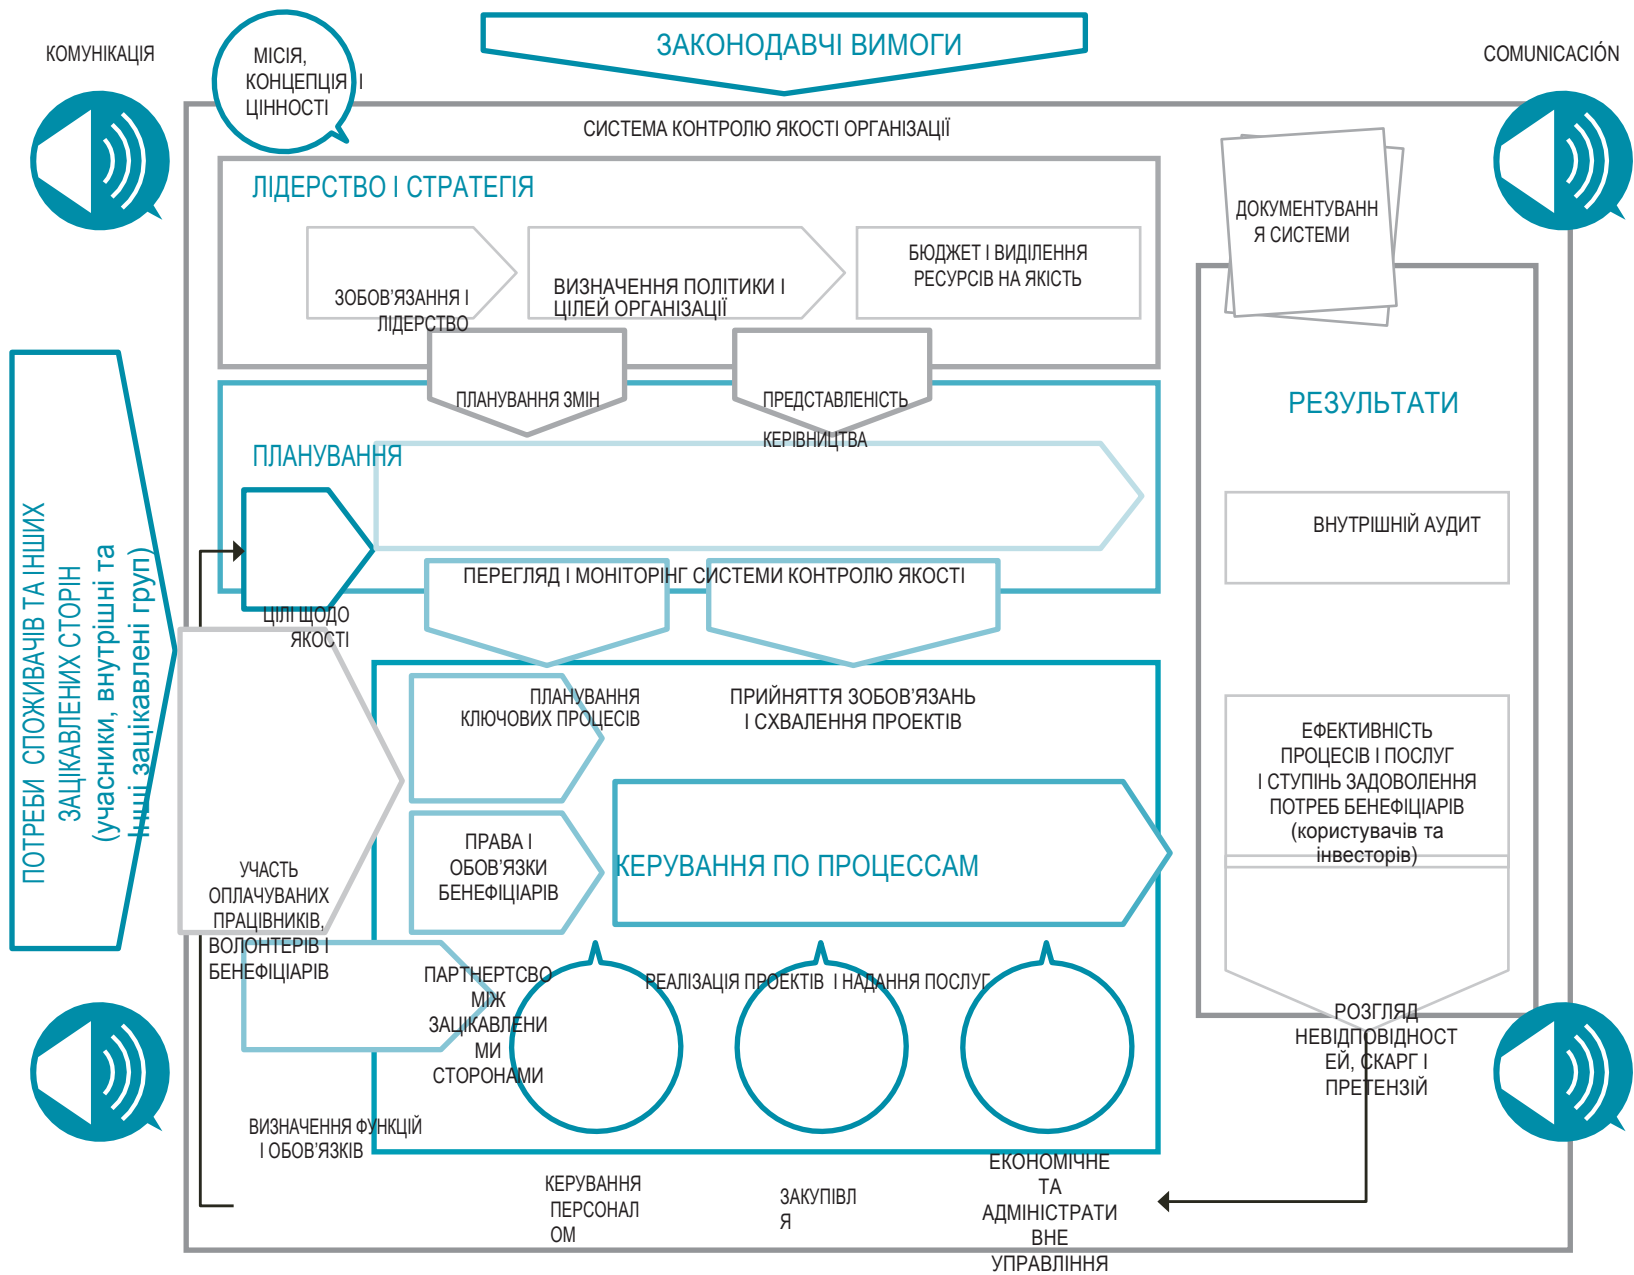 КОМУНІКАЦІЯ
МІСІЯ,
КОНЦЕПЦІЯ І
ЦІННОСТІ
ЗАКОНОДАВЧІ ВИМОГИ
COMUNICACIÓN
СИСТЕМА КОНТРОЛЮ ЯКОСТІ ОРГАНІЗАЦІЇ
ЛІДЕРСТВО І СТРАТЕГІЯ
ЗОБОВ’ЯЗАННЯ І
ЛІДЕРСТВО
ВИЗНАЧЕННЯ ПОЛІТИКИ І
ЦІЛЕЙ ОРГАНІЗАЦІЇ
БЮДЖЕТ І ВИДІЛЕННЯ
РЕСУРСІВ НА ЯКІСТЬ
ДОКУМЕНТУВАНН
Я СИСТЕМИ
ПЛАНУВАННЯ ЗМІН
ПРЕДСТАВЛЕНІСТЬ
КЕРІВНИЦТВА
РЕЗУЛЬТАТИ
ПЛАНУВАННЯ
ПОТРЕБИ СПОЖИВАЧІВ ТА ІНШИХ
ЗАЦІКАВЛЕНИХ СТОРІН
(учасники, внутрішні та
Інші зацікавлені груп)
ВНУТРІШНІЙ АУДИТ
ПЕРЕГЛЯД І МОНІТОРІНГ СИСТЕМИ КОНТРОЛЮ ЯКОСТІ
ЦІЛІ ЩОДО
ЯКОСТІ
ПЛАНУВАННЯ
КЛЮЧОВИХ ПРОЦЕСІВ
ПРИЙНЯТТЯ ЗОБОВ’ЯЗАНЬ
І СХВАЛЕННЯ ПРОЕКТІВ
ЕФЕКТИВНІСТЬ
ПРОЦЕСІВ І ПОСЛУГ
І СТУПІНЬ ЗАДОВОЛЕННЯ
ПОТРЕБ БЕНЕФІЦІАРІВ
(користувачів та
інвесторів)
ПРАВА І
ОБОВ’ЯЗКИ
БЕНЕФІЦІАРІВ
КЕРУВАННЯ ПО ПРОЦЕССАМ
УЧАСТЬ
ОПЛАЧУВАНИХ
ПРАЦІВНИКІВ,
ВОЛОНТЕРІВ І
БЕНЕФІЦІАРІВ
ПАРТНЕРТСВО
МІЖ
ЗАЦІКАВЛЕНИ
МИ
СТОРОНАМИ
РЕАЛІЗАЦІЯ ПРОЕКТІВ І НАДАННЯ ПОСЛУГ
РОЗГЛЯД
НЕВІДПОВІДНОСТ
ЕЙ, СКАРГ І
ПРЕТЕНЗІЙ
ВИЗНАЧЕННЯ ФУНКЦІЙ
І ОБОВ’ЯЗКІВ
КЕРУВАННЯ
ПЕРСОНАЛ
ОМ
ЗАКУПІВЛ
Я
ЕКОНОМІЧНЕ
ТА
АДМІНІСТРАТИ
ВНЕ
УПРАВЛІННЯ